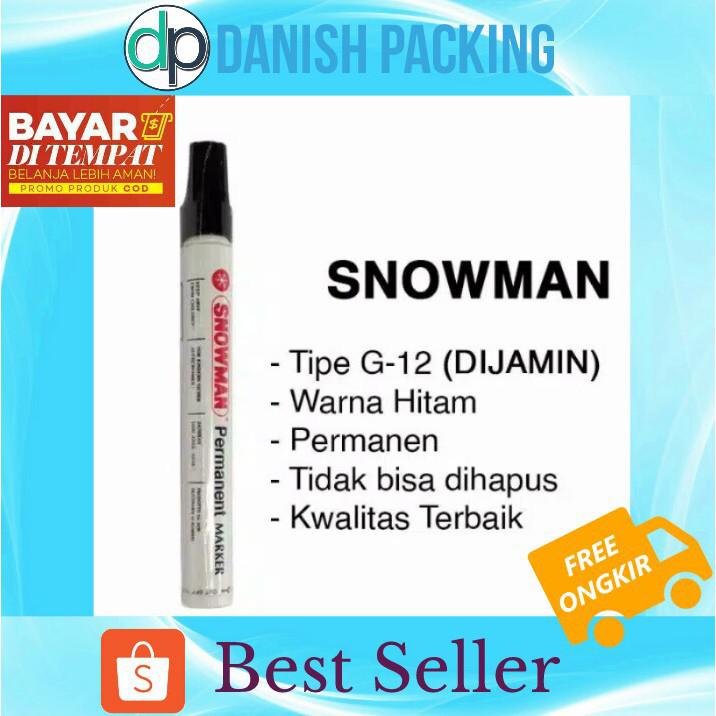 dp DANISH PACKING
BAYAR
DI TEMPAT
BELANJA LEBIH AMAN!
PROMO PRODUK COD
SNOWMAN
- Tipe G-12 (DIJAMIN)
- Warna Hitam
- Permanen
- Tidak bisa dihapus
- Kwalitas Terbaik
SNOWMAN
Permanent MARKER
FREE
ONGKIR
S
Best Seller